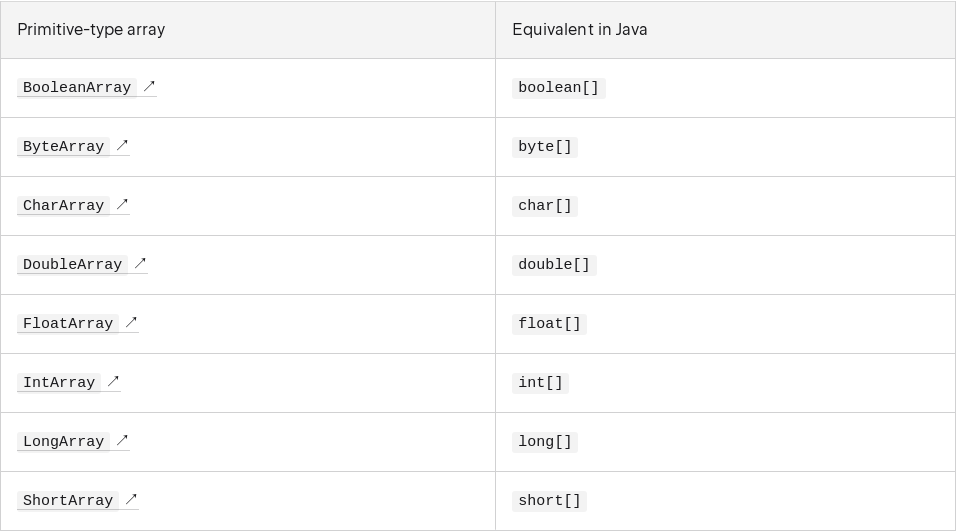 Primitive-type array Equivalent in Java
BooleanArray ↗ boolean[]
ByteArray ↗ byte[]
CharArray ↗ char[]
DoubleArray ↗ double[]
FloatArray ↗ float[]
IntArray ↗ int[]
LongArray ↗ long[]
ShortArray ↗ short[]